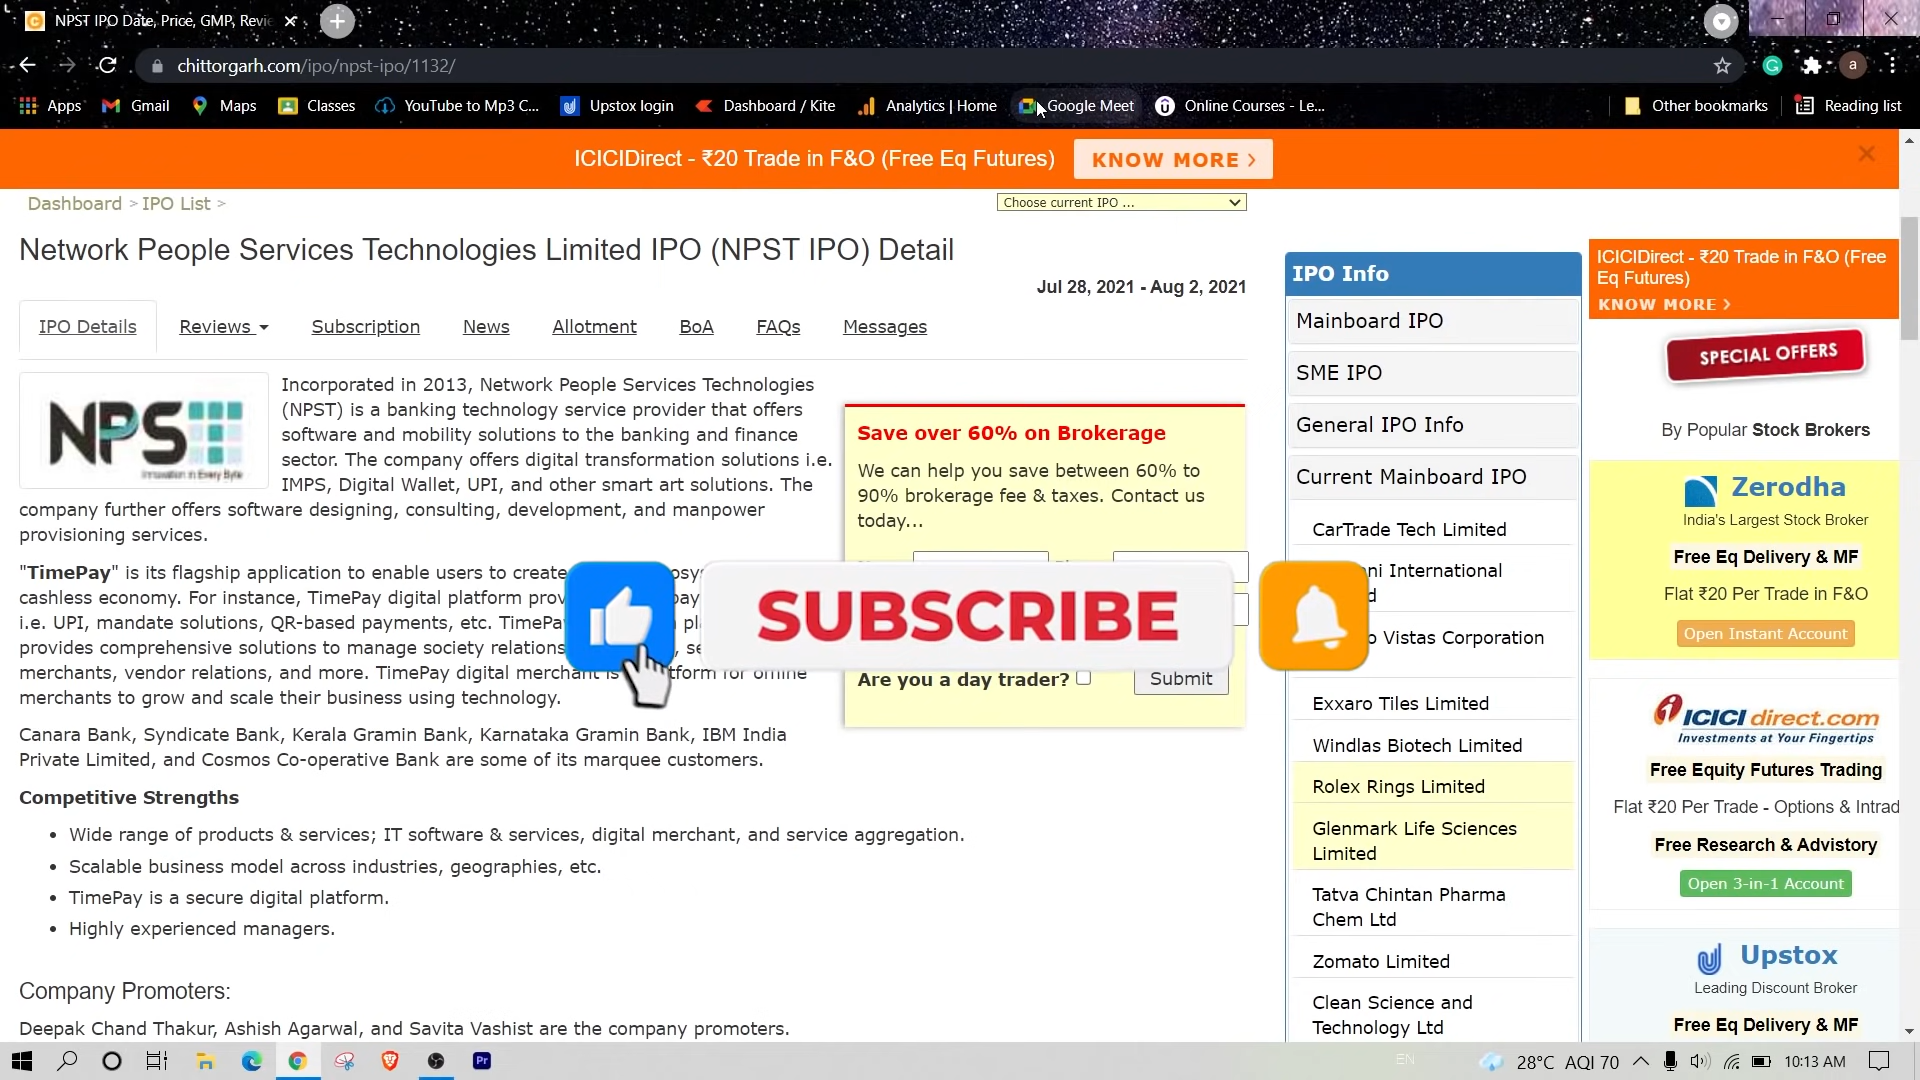 NPST IPO Date, Price, GMP, Revi
chittorgarh.com/ipo/npst-ipo/1132/
a
Apps
Gmail
Maps
Classes
YouTube to Mp3 C...
Upstox login
Dashboard / Kite
Analytics | Home
Google Meet
Online Courses - Le...
Other bookmarks
Reading list
ICICIDirect - ₹20 Trade in F&O (Free Eq Futures)
KNOW MORE >
Dashboard > IPO List >
Choose current IPO ...
Network People Services Technologies Limited IPO (NPST IPO) Detail
Jul 28, 2021 - Aug 2, 2021
IPO Details
Reviews
Subscription
News
Allotment
BoA
FAQs
Messages
NPST
Innovation in Every Byte
Incorporated in 2013, Network People Services Technologies
(NPST) is a banking technology service provider that offers
software and mobility solutions to the banking and finance
sector. The company offers digital transformation solutions i.e.
IMPS, Digital Wallet, UPI, and other smart art solutions. The
company further offers software designing, consulting, development, and manpower
provisioning services.
"TimePay" is its flagship application to enable users to create
cashless economy. For instance, TimePay digital platform
i.e. UPI, mandate solutions, QR-based payments, etc.
provides comprehensive solutions to manage society
merchants, vendor relations, and more. TimePay digital merchant
merchants to grow and scale their business using technology.
Canara Bank, Syndicate Bank, Kerala Gramin Bank, Karnataka Gramin Bank, IBM India
Private Limited, and Cosmos Co-operative Bank are some of its marquee customers.
Competitive Strengths
• Wide range of products & services; IT software & services, digital merchant, and service aggregation.
• Scalable business model across industries, geographies, etc.
• TimePay is a secure digital platform.
• Highly experienced managers.
Company Promoters:
Deepak Chand Thakur, Ashish Agarwal, and Savita Vashist are the company promoters.
Save over 60% on Brokerage
We can help you save between 60% to
90% brokerage fee & taxes. Contact us
today...
SUBSCRIBE
Are you a day trader?
Submit
IPO Info
Mainboard IPO
SME IPO
General IPO Info
Current Mainboard IPO
CarTrade Tech Limited
International
Vistas Corporation
Exxaro Tiles Limited
Windlas Biotech Limited
Rolex Rings Limited
Glenmark Life Sciences
Limited
Tatva Chintan Pharma
Chem Ltd
Zomato Limited
Clean Science and
Technology Ltd
ICICIDirect - ₹20 Trade in F&O (Free
Eq Futures)
KNOW MORE >
SPECIAL OFFERS
By Popular Stock Brokers
Zerodha
India's Largest Stock Broker
Free Eq Delivery & MF
Flat ₹20 Per Trade in F&O
Open Instant Account
ICICI direct.com
Investments at Your Fingertips
Free Equity Futures Trading
Flat ₹20 Per Trade - Options & Intrad
Free Research & Advistory
Open 3-in-1 Account
Upstox
Leading Discount Broker
Free Eq Delivery & MF
Pr
EN
28°C AQI 70
10:13 AM